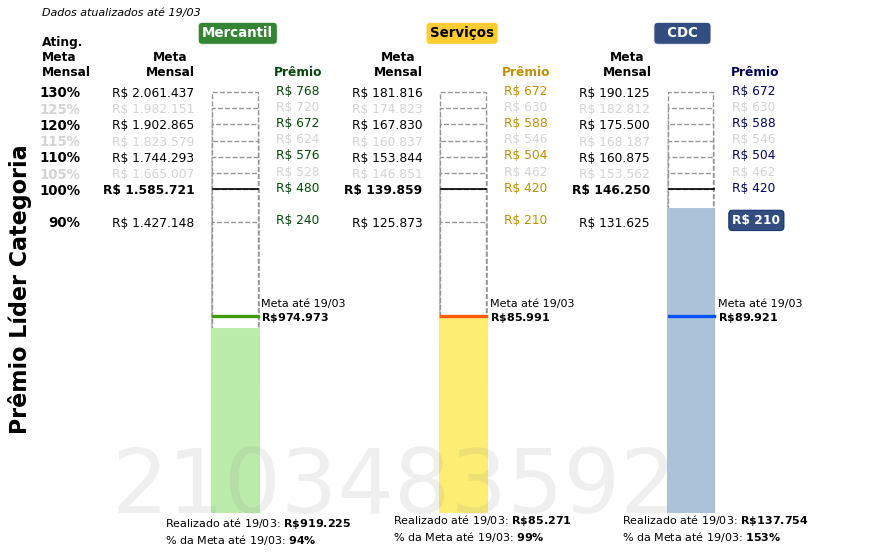 Dados atualizados até 19/03
Mercantil Serviços CDC
Ating. Meta Mensal Meta Mensal Prêmio Meta Mensal Prêmio Meta Mensal Prêmio
130% R$ 2.061.437 R$ 768 R$ 181.816 R$ 672 R$ 190.125 R$ 672
125% R$ 1.982.151 R$ 720 R$ 174.823 R$ 630 R$ 182.812 R$ 630
120% R$ 1.902.865 R$ 672 R$ 167.830 R$ 588 R$ 175.500 R$ 588
115% R$ 1.823.579 R$ 624 R$ 160.837 R$ 546 R$ 168.187 R$ 546
110% R$ 1.744.293 R$ 576 R$ 153.844 R$ 504 R$ 160.875 R$ 504
105% R$ 1.665.007 R$ 528 R$ 146.851 R$ 462 R$ 153.562 R$ 462
100% R$ 1.585.721 R$ 480 R$ 139.859 R$ 420 R$ 146.250 R$ 420
90% R$ 1.427.148 R$ 240 R$ 125.873 R$ 210 R$ 131.625 R$ 210
Prêmio Líder Categoria
Meta até 19/03 Meta até 19/03 Meta até 19/03
R$974.973 R$85.991 R$89.921
2103483592
Realizado até 19/03: R$919.225 Realizado até 19/03: R$85.271 Realizado até 19/03: R$137.754
% da Meta até 19/03: 94% % da Meta até 19/03: 99% % da Meta até 19/03: 153%